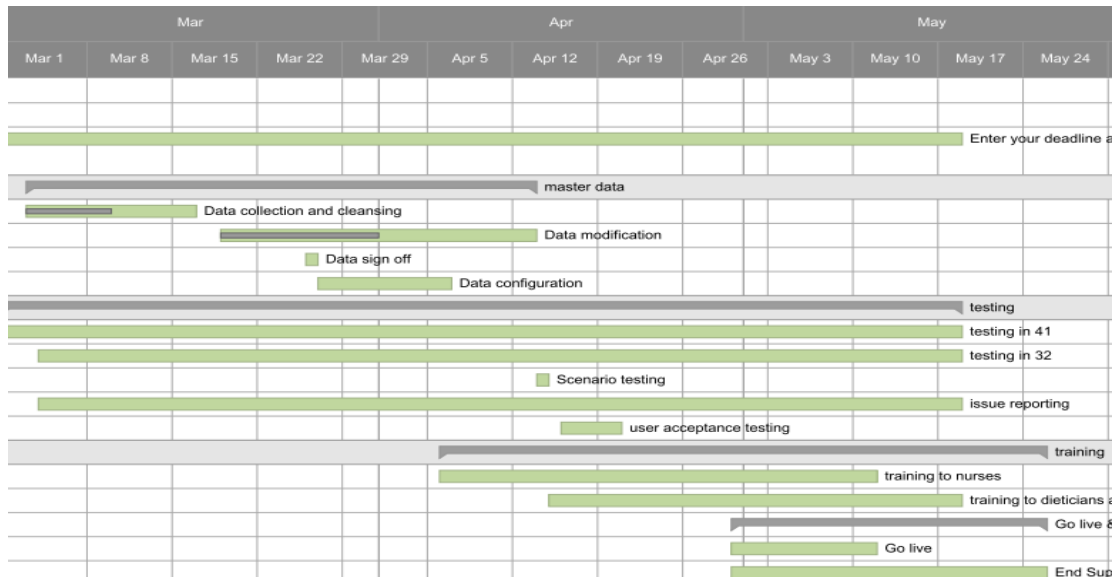 Mar Apr May
Mar 1 Mar 8 Mar 15 Mar 22 Mar 29 Apr 5 Apr 12 Apr 19 Apr 26 May 3 May 10 May 17 May 24
Enter your deadline a
master data
Data collection and cleansing
Data modification
Data sign off
Data configuration
testing
testing in 41
testing in 32
Scenario testing
issue reporting
user acceptance testing
training
training to nurses
training to dieticians a
Go live &
Go live
End Sup